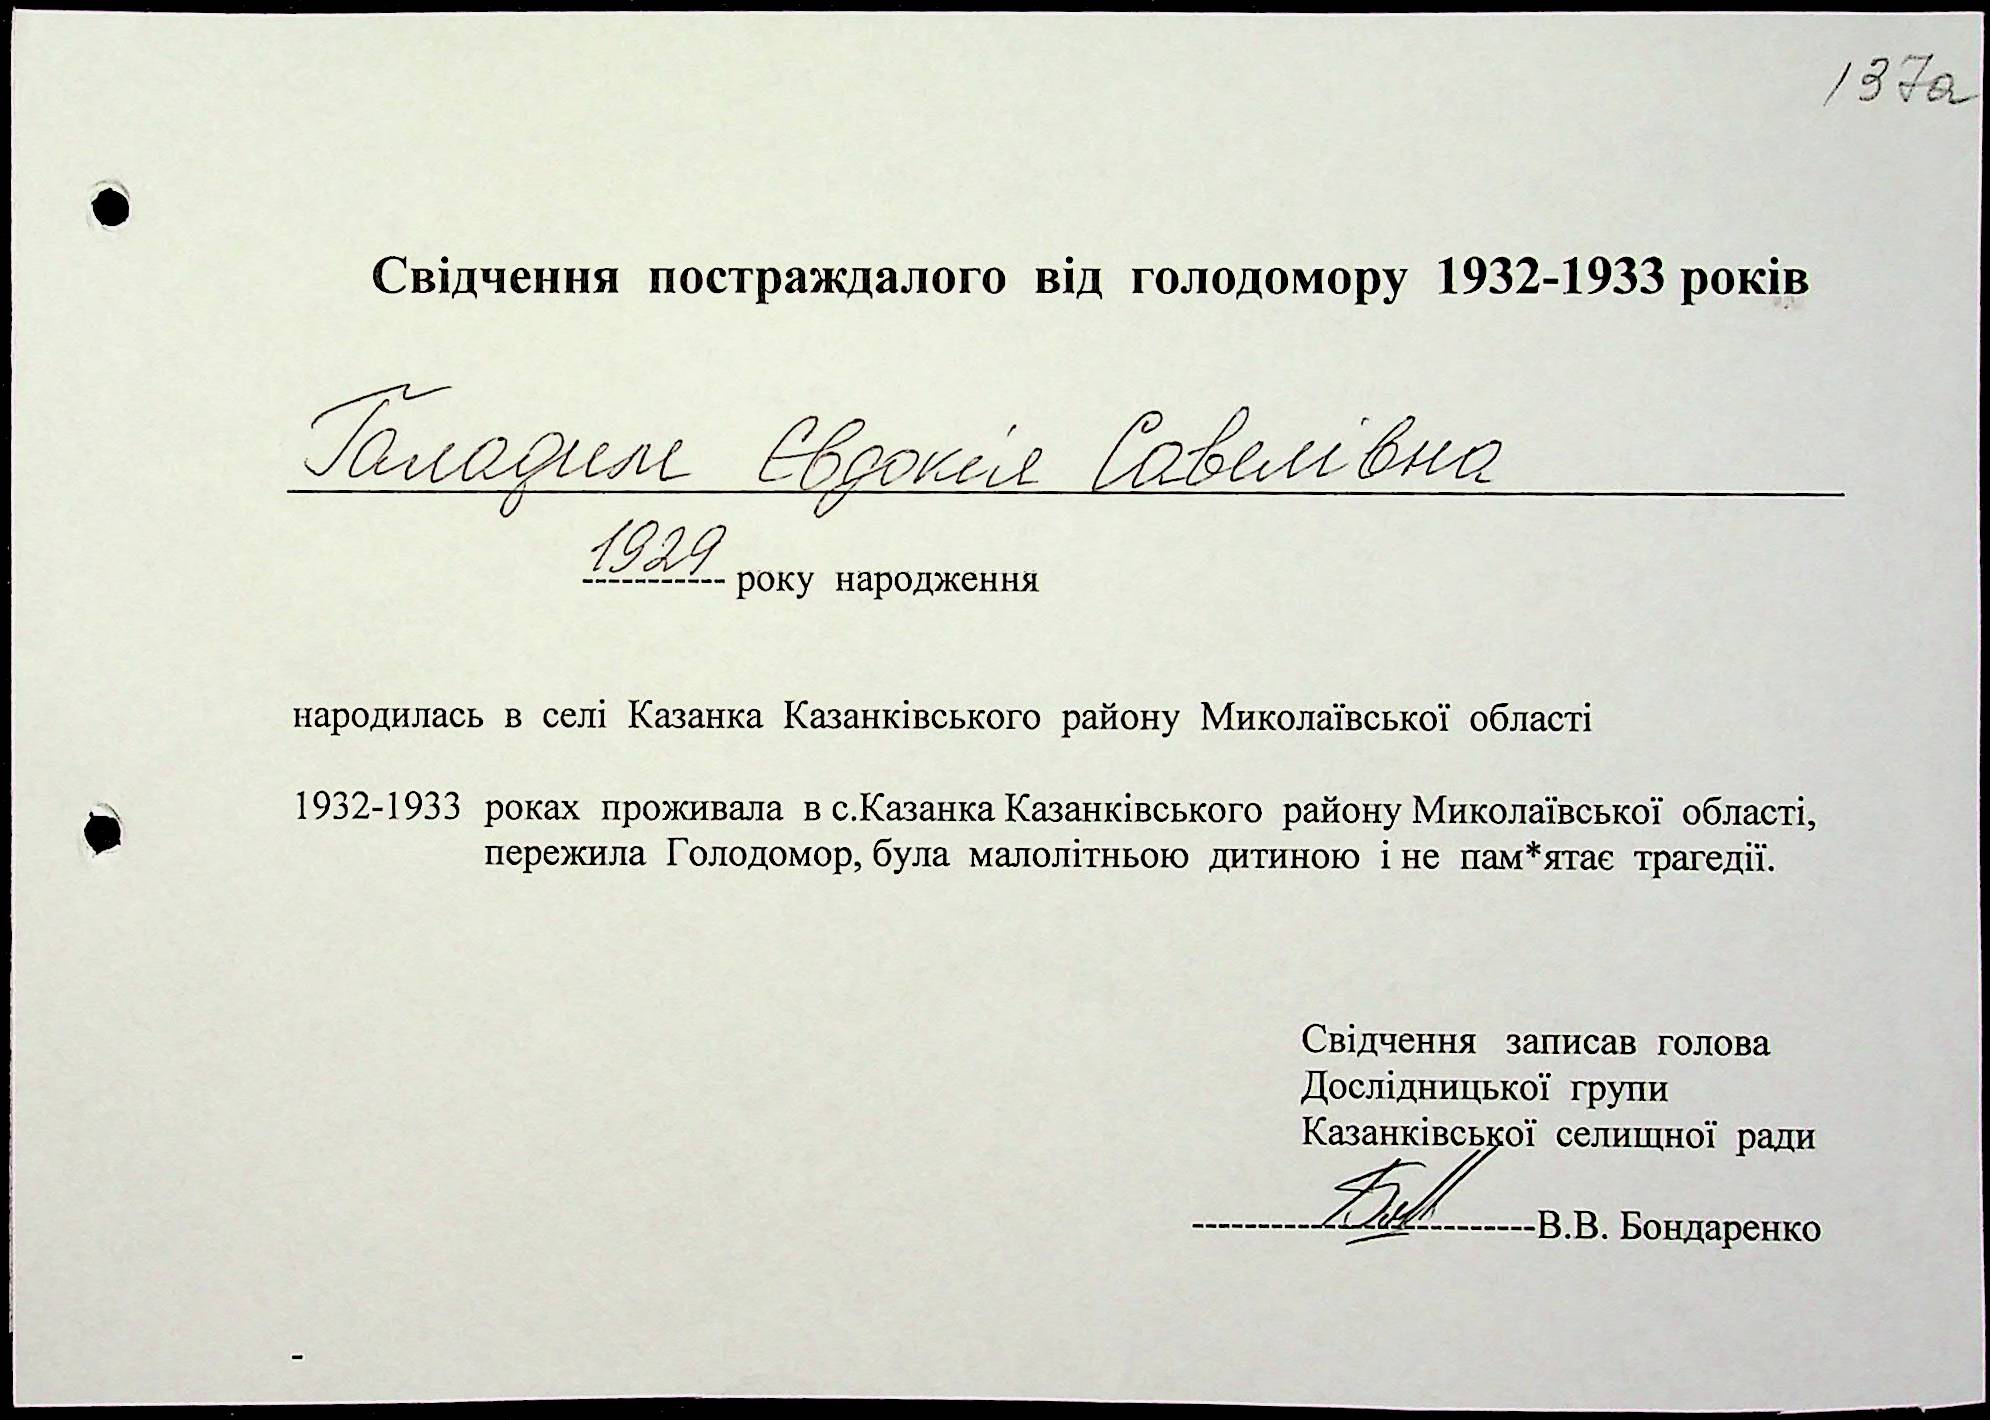 137а
Свідчення постраждалого від голодомору 1932-1933 років
Євдокія Савелівна
1929 року народження
народилась в селі Казанка Казанківського району Миколаївської області
1932-1933 роках проживала в с.Казанка Казанківського району Миколаївської області,
пережила Голодомор, була малолітньою дитиною і не пам*ятає трагедії.
Свідчення записав голова
Дослідницької групи
Казанківської селищної ради
В.В. Бондаренко